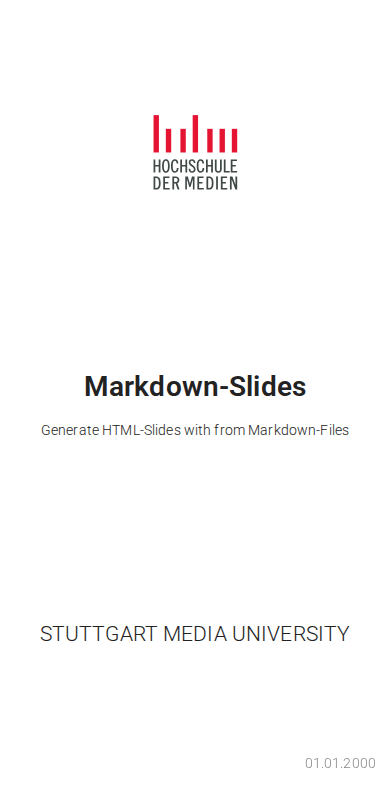 HOCHSCHULE
DER MEDIEN
Markdown-Slides
Generate HTML-Slides with from Markdown-Files
STUTTGART MEDIA UNIVERSITY
01.01.2000